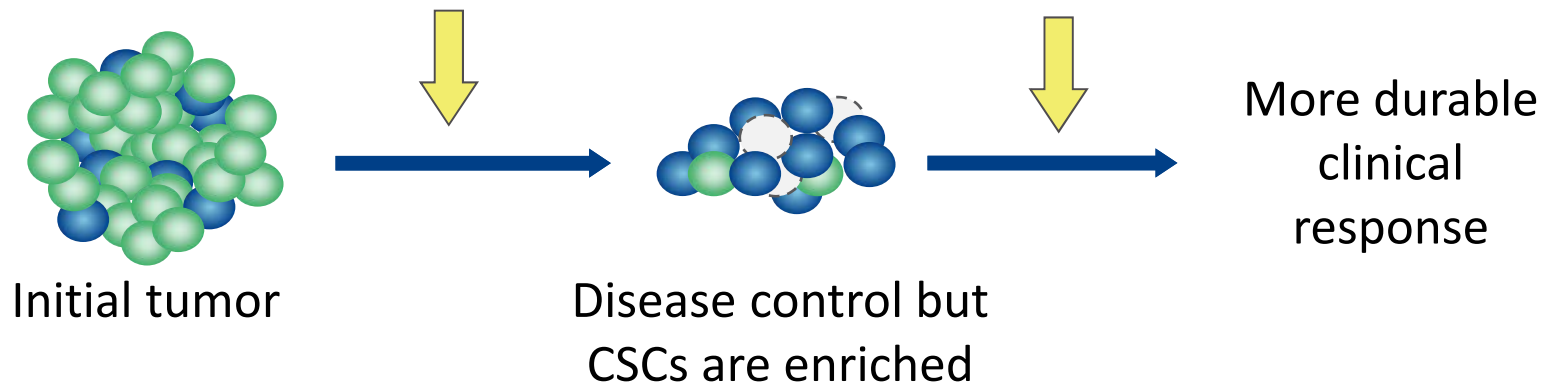 Initial tumor
Disease control but
CSCs are enriched
More durable
clinical
response